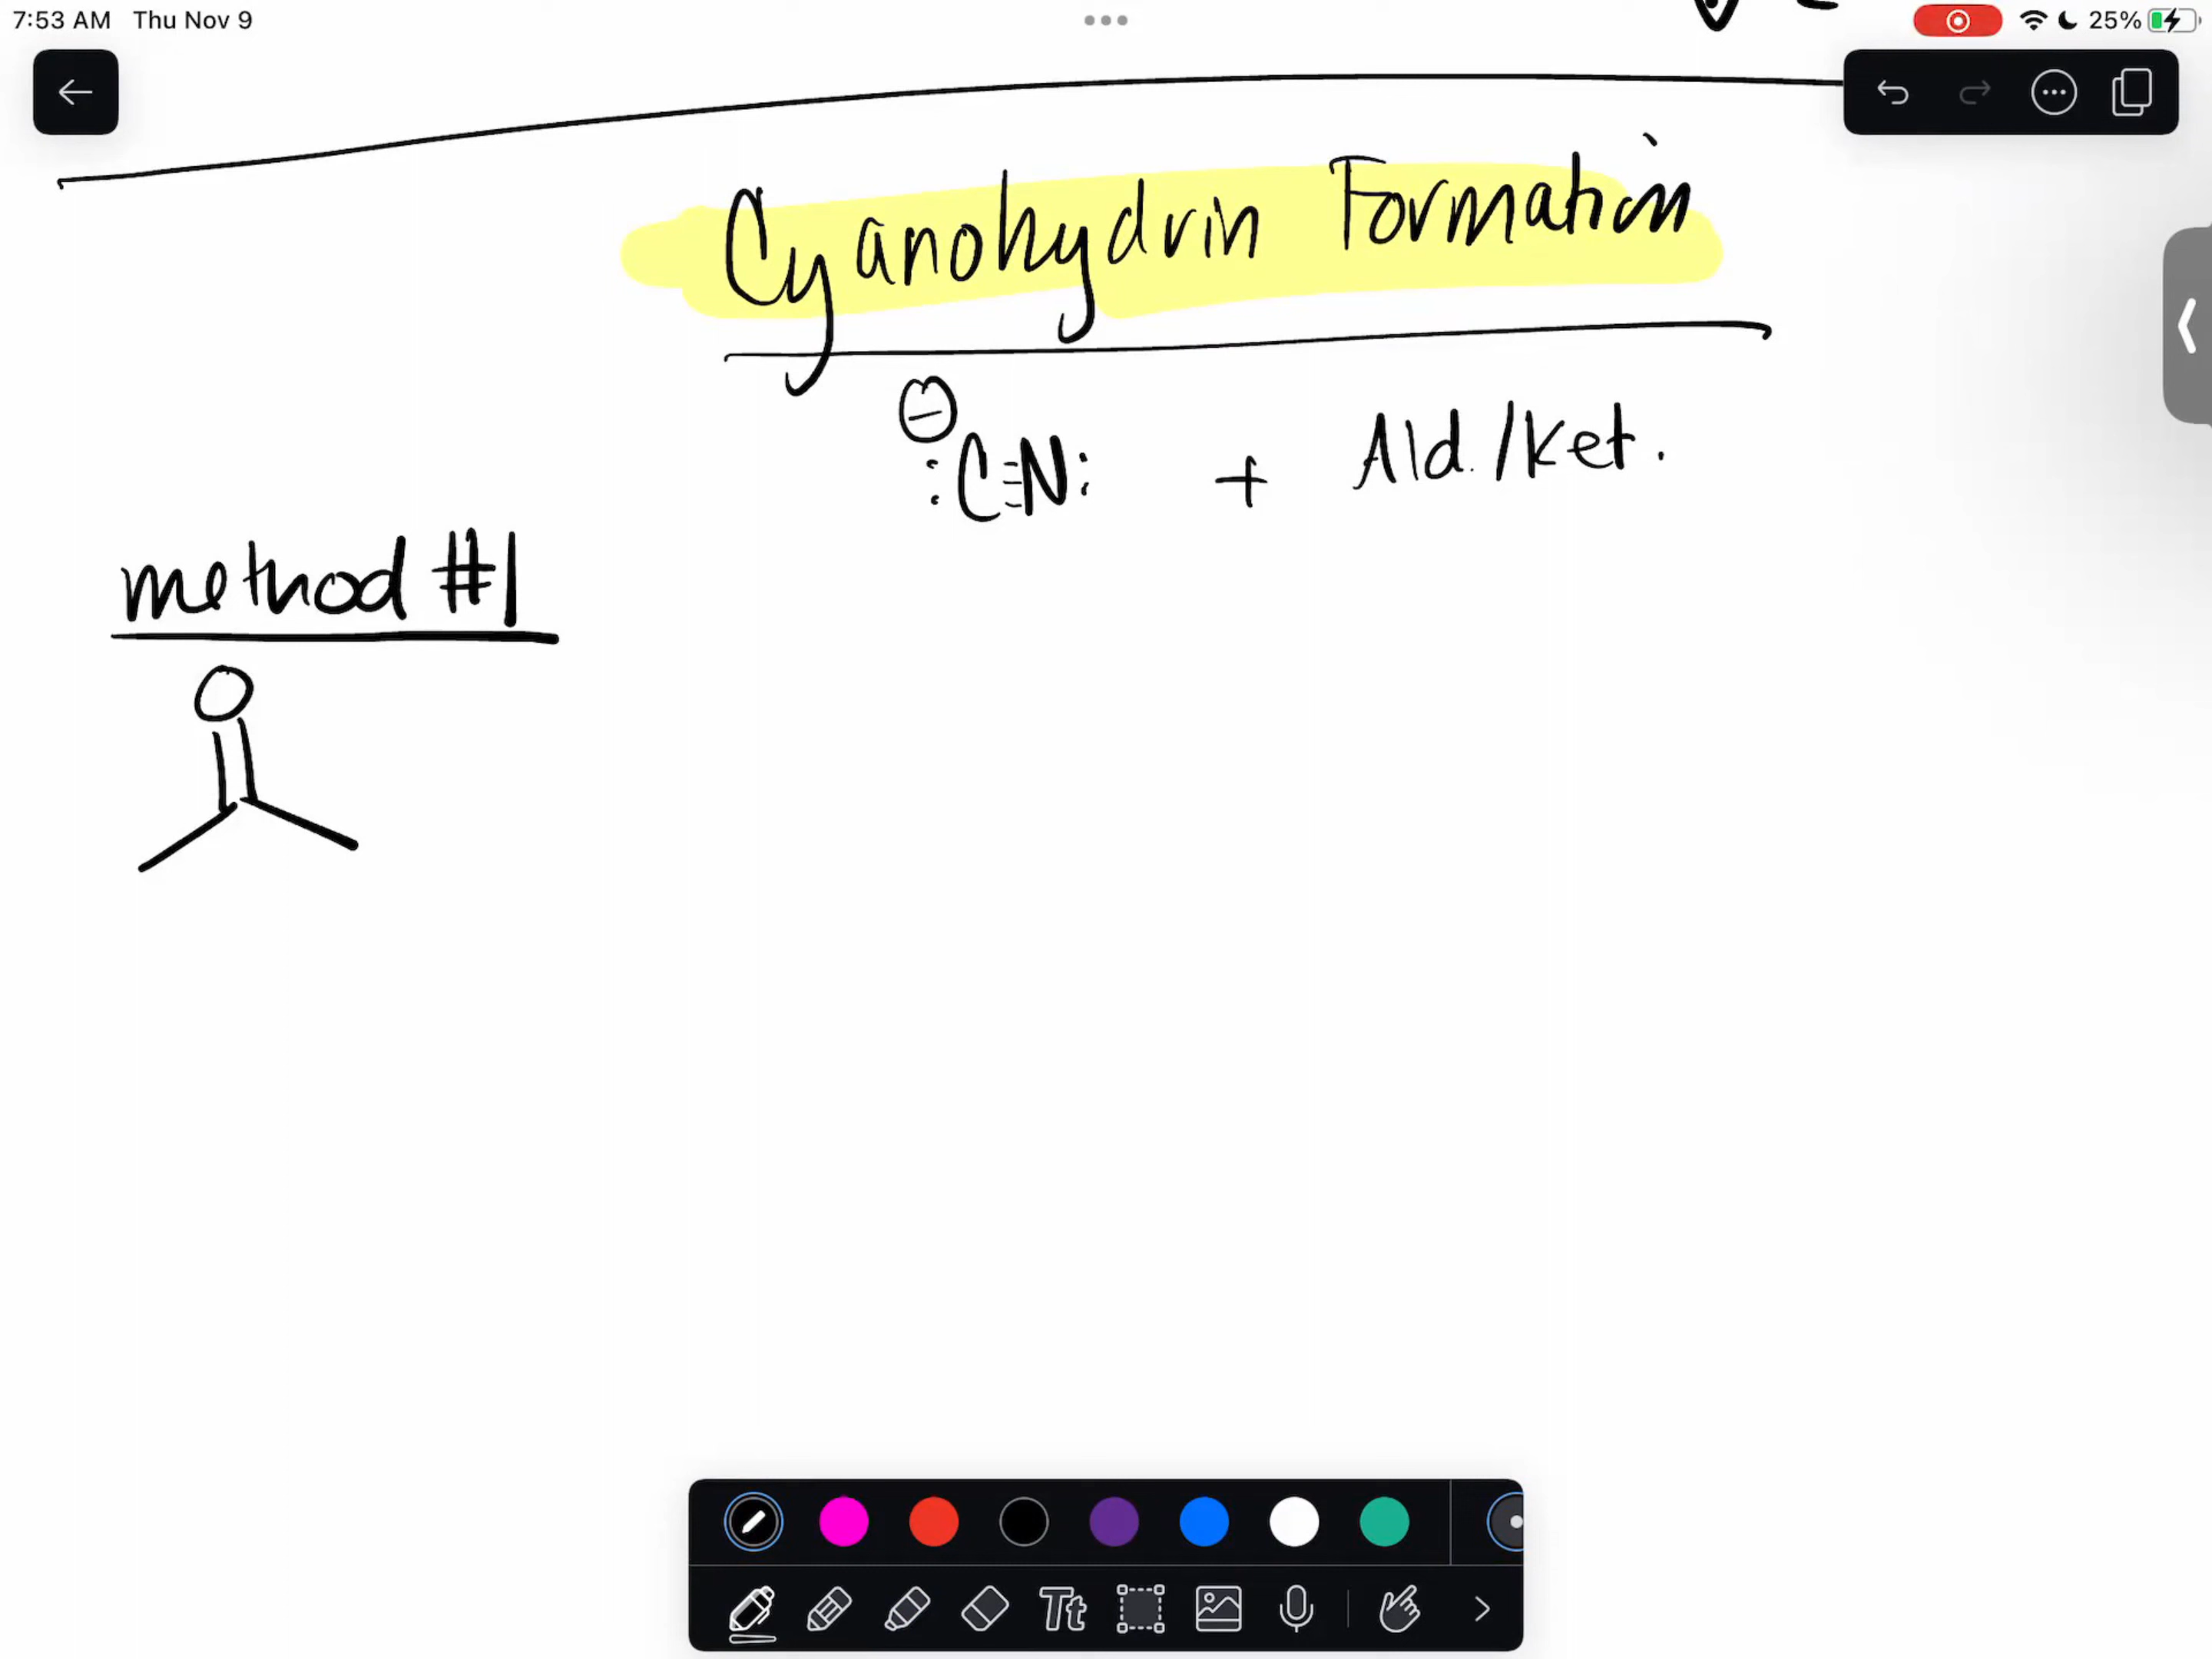 7:53 AM Thu Nov 9
25%
Cyanohydrin Formation
⊖
:C≡N: + Ald./Ket.
method #1
O
Tt